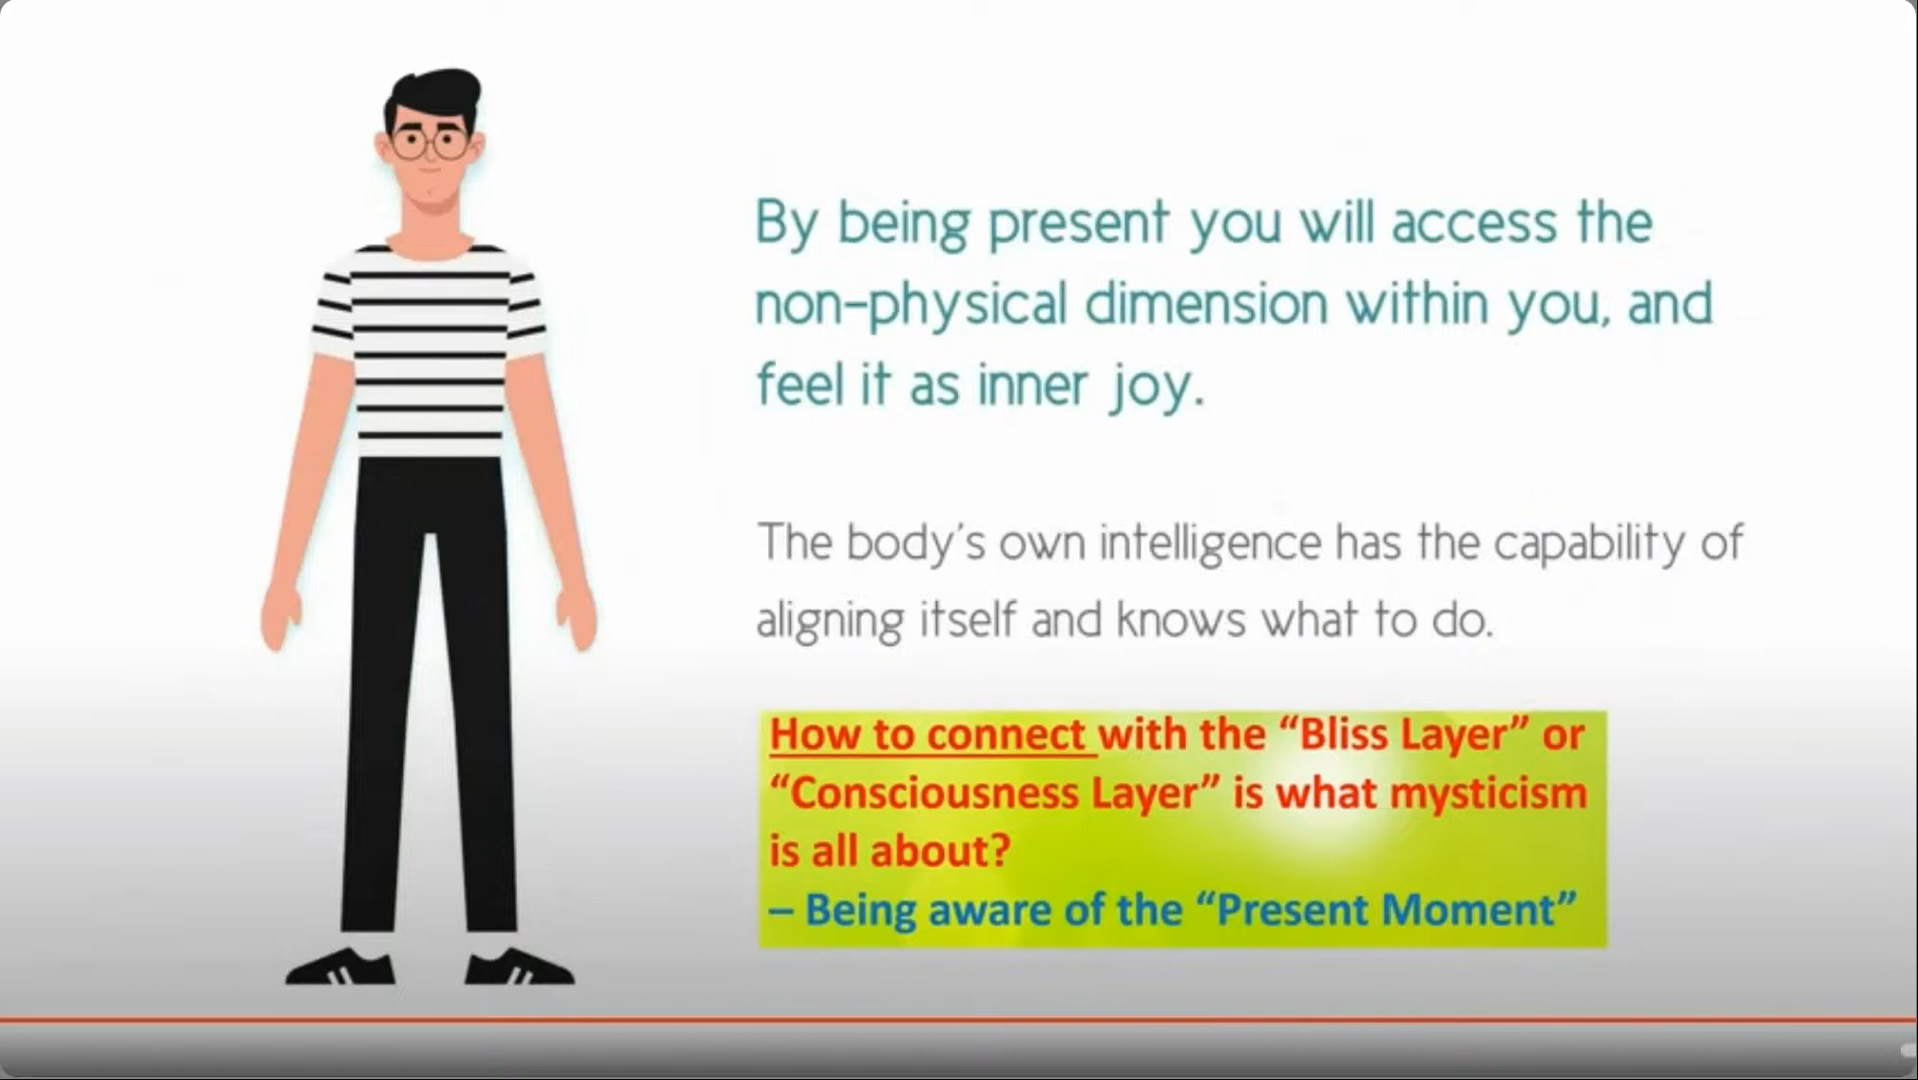 By being present you will access the
non-physical dimension within you, and
feel it as inner joy.
The body's own intelligence has the capability of
aligning itself and knows what to do.
How to connect with the “Bliss Layer” or
“Consciousness Layer” is what mysticism
is all about?
– Being aware of the “Present Moment”